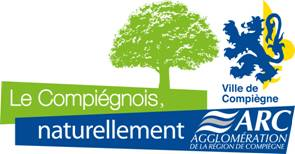 Ville de
Compiègne
Le Compiégnois,
naturellement
ARC
AGGLOMÉRATION
DE LA RÉGION DE COMPIÈGNE